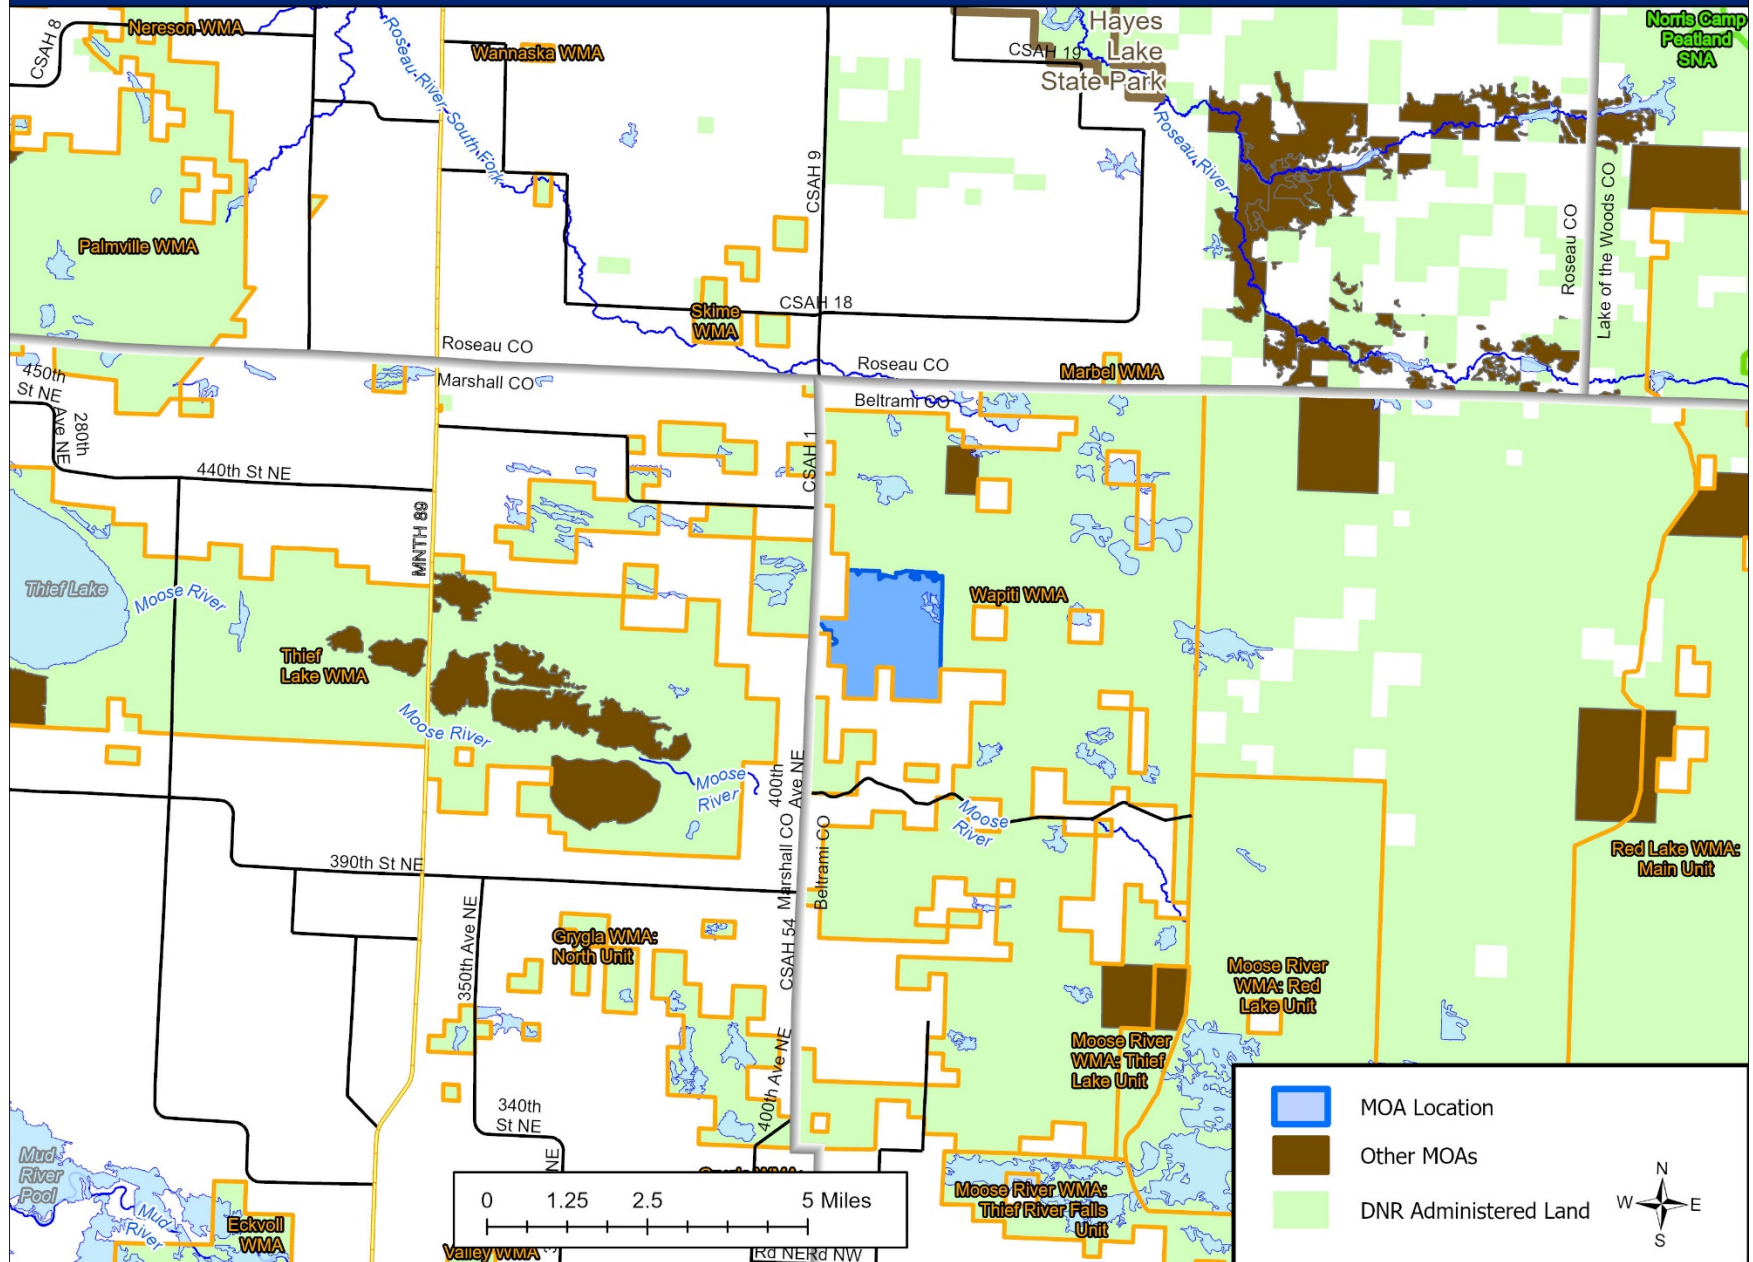 Nereson WMA
CSAH 8
Roseau River South Fork
Wannaska WMA
Hayes
Lake
State Park
CSAH 19
Norris Camp
Peatland
SNA
CSAH 9
Roseau River
Roseau CO
Lake of the Woods CO
Palmville WMA
Skime
WMA
CSAH 18
Roseau CO
Marshall CO
Roseau CO
Marbel WMA
Beltrami CO
450th
St NE
280th
Ave NE
440th St NE
CSAH 1
MNTH 89
Thief Lake
Moose River
Wapiti WMA
Thief
Lake WMA
Moose River
Moose
River
400th
Ave NE
Moose
River
Marshall CO
Beltrami CO
390th St NE
Red Lake WMA:
Main Unit
350th Ave NE
Grygla WMA:
North Unit
CSAH 54
Moose River
WMA: Red
Lake Unit
Moose River
WMA: Thief
Lake Unit
400th Ave NE
340th
St NE
NE
Mud
River
Pool
Mud
River
Eckvoll
WMA
Valley WMA
Grygla WMA:
Moose River WMA:
Thief River Falls
Unit
Rd NE
Rd NW
0 1.25 2.5 5 Miles
MOA Location
Other MOAs
DNR Administered Land
N
W E
S